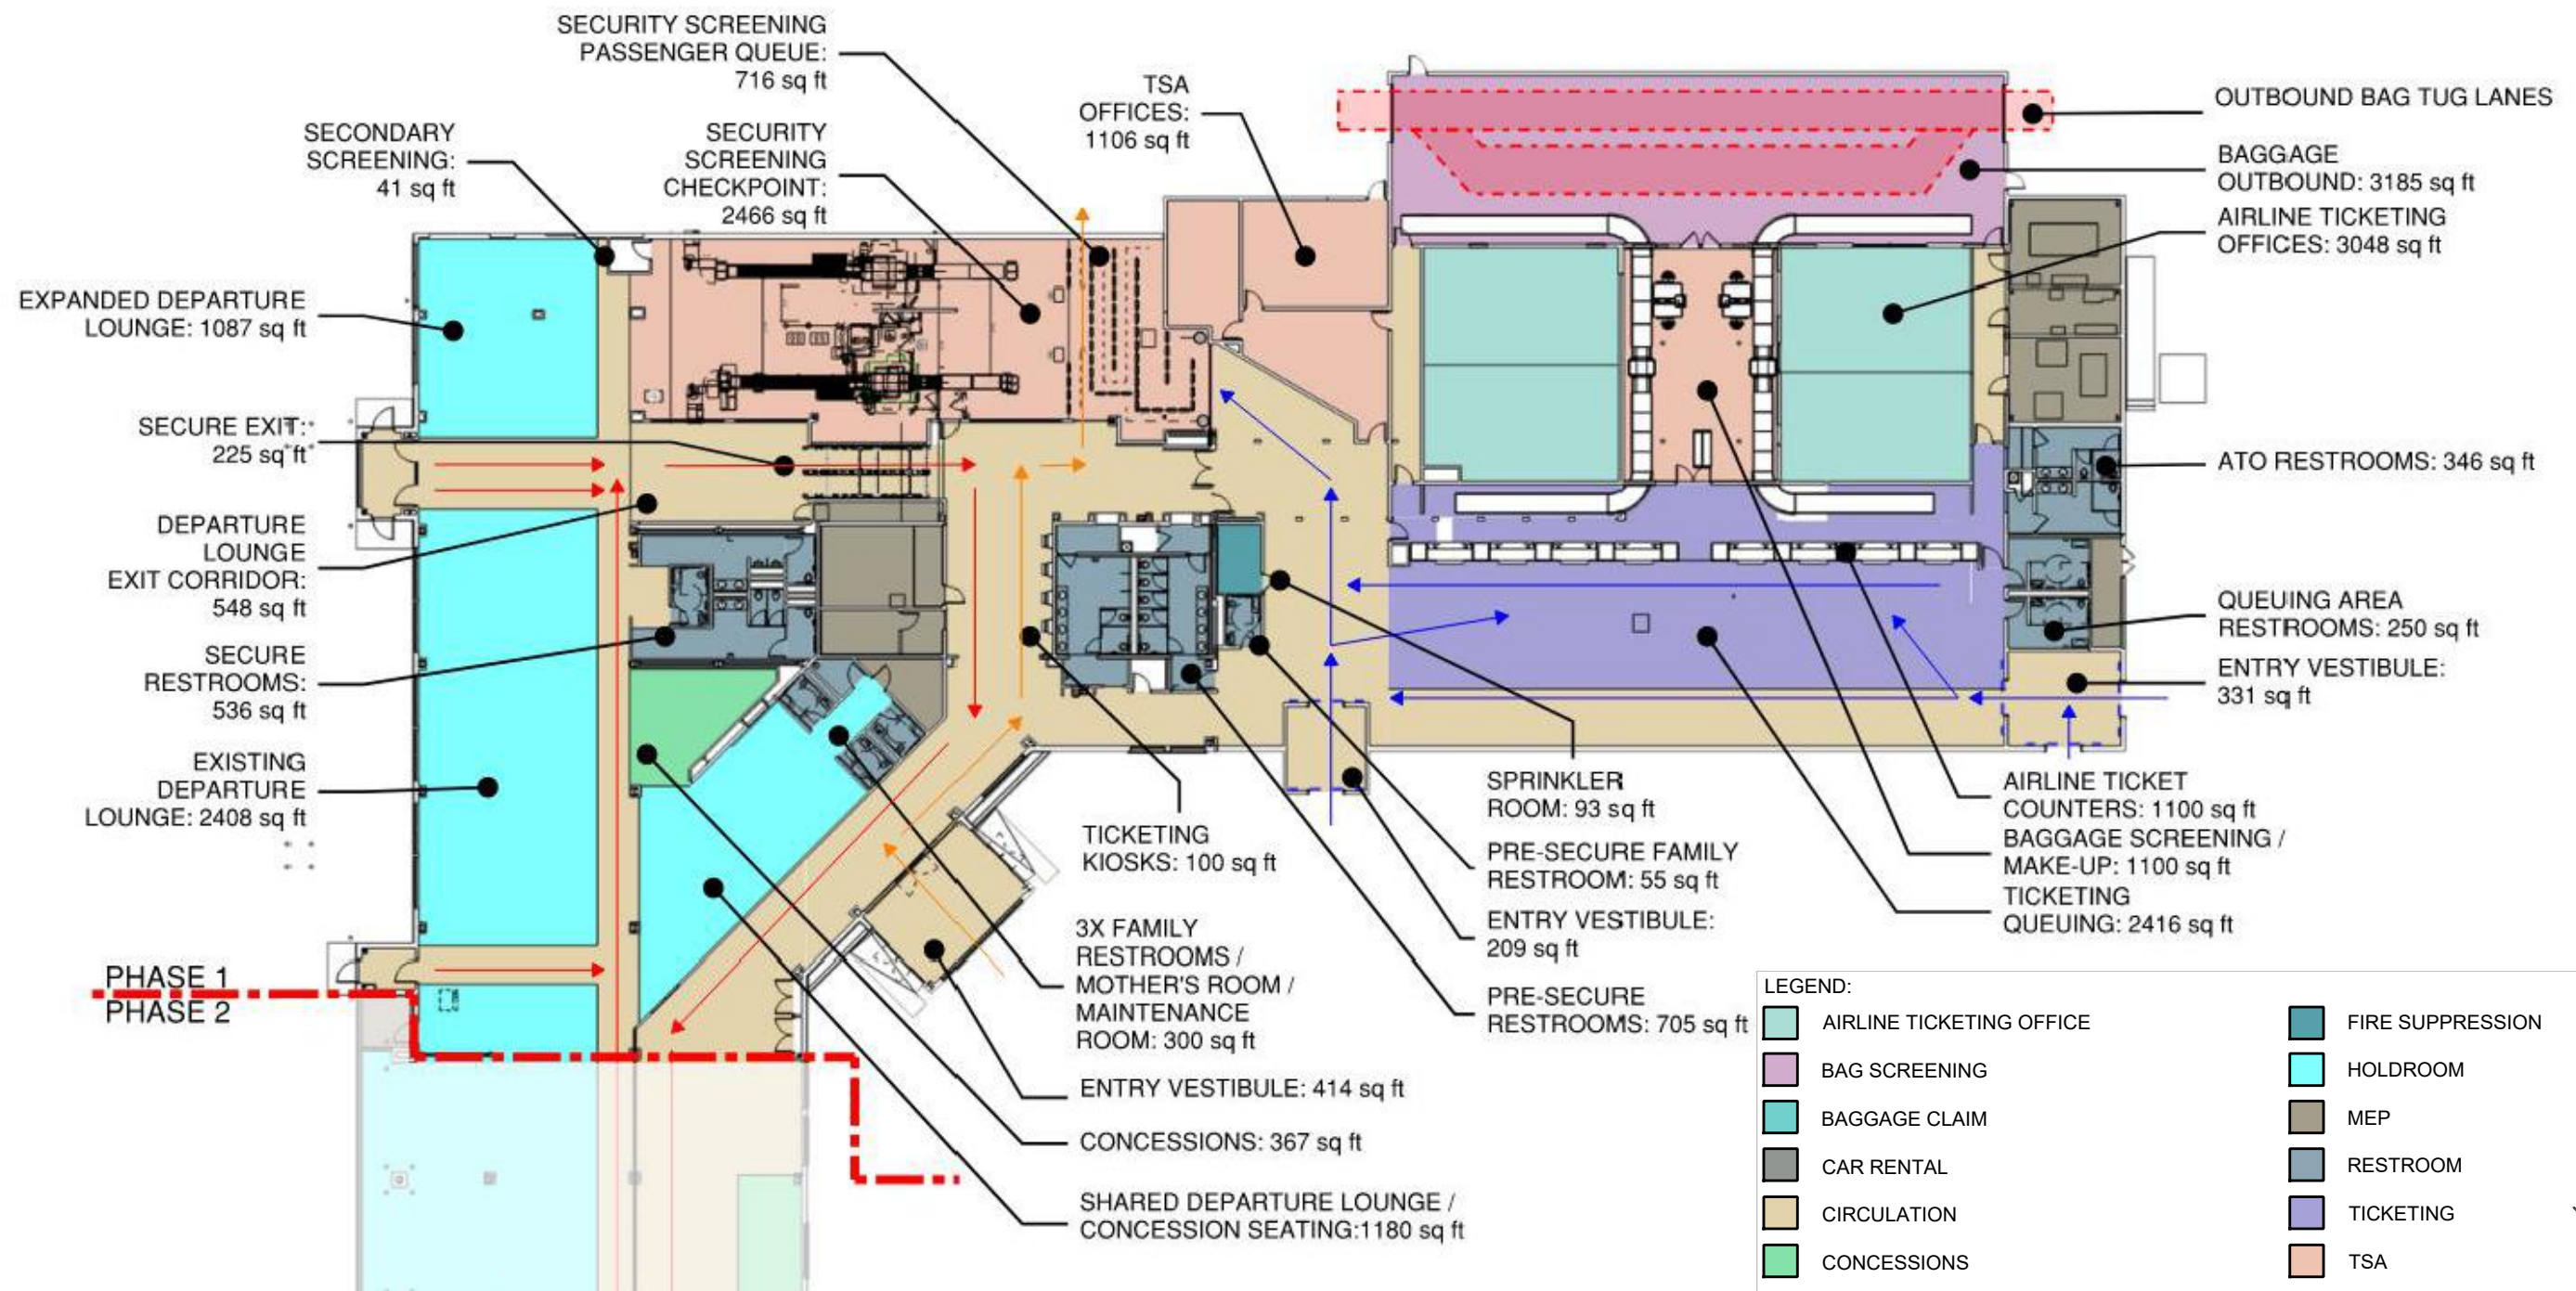 SECURITY SCREENING
PASSENGER QUEUE:
716 sq ft
TSA
OFFICES:
1106 sq ft
SECONDARY
SCREENING:
41 sq ft
SECURITY
SCREENING
CHECKPOINT:
2466 sq ft
OUTBOUND BAG TUG LANES
BAGGAGE
OUTBOUND: 3185 sq ft
AIRLINE TICKETING
OFFICES: 3048 sq ft
EXPANDED DEPARTURE
LOUNGE: 1087 sq ft
SECURE EXIT:
225 sq ft
DEPARTURE
LOUNGE
EXIT CORRIDOR:
548 sq ft
SECURE
RESTROOMS:
536 sq ft
EXISTING
DEPARTURE
LOUNGE: 2408 sq ft
ATO RESTROOMS: 346 sq ft
QUEUING AREA
RESTROOMS: 250 sq ft
ENTRY VESTIBULE:
331 sq ft
AIRLINE TICKET
COUNTERS: 1100 sq ft
BAGGAGE SCREENING /
MAKE-UP: 1100 sq ft
TICKETING
QUEUING: 2416 sq ft
SPRINKLER
ROOM: 93 sq ft
PRE-SECURE FAMILY
RESTROOM: 55 sq ft
ENTRY VESTIBULE:
209 sq ft
PRE-SECURE
RESTROOMS: 705 sq ft
TICKETING
KIOSKS: 100 sq ft
3X FAMILY
RESTROOMS /
MOTHER'S ROOM /
MAINTENANCE
ROOM: 300 sq ft
ENTRY VESTIBULE: 414 sq ft
CONCESSIONS: 367 sq ft
SHARED DEPARTURE LOUNGE /
CONCESSION SEATING:1180 sq ft
PHASE 1
PHASE 2
LEGEND:
AIRLINE TICKETING OFFICE
BAG SCREENING
BAGGAGE CLAIM
CAR RENTAL
CIRCULATION
CONCESSIONS
FIRE SUPPRESSION
HOLDROOM
MEP
RESTROOM
TICKETING
TSA